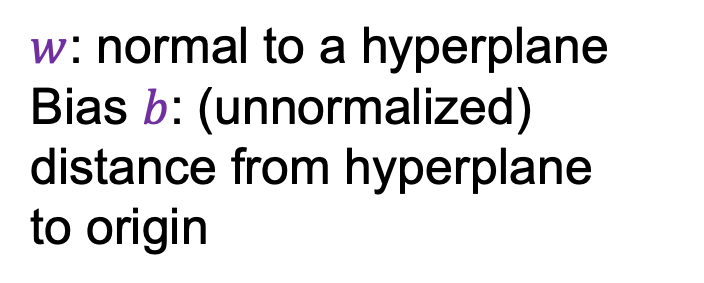 w: normal to a hyperplane
Bias b: (unnormalized)
distance from hyperplane
to origin